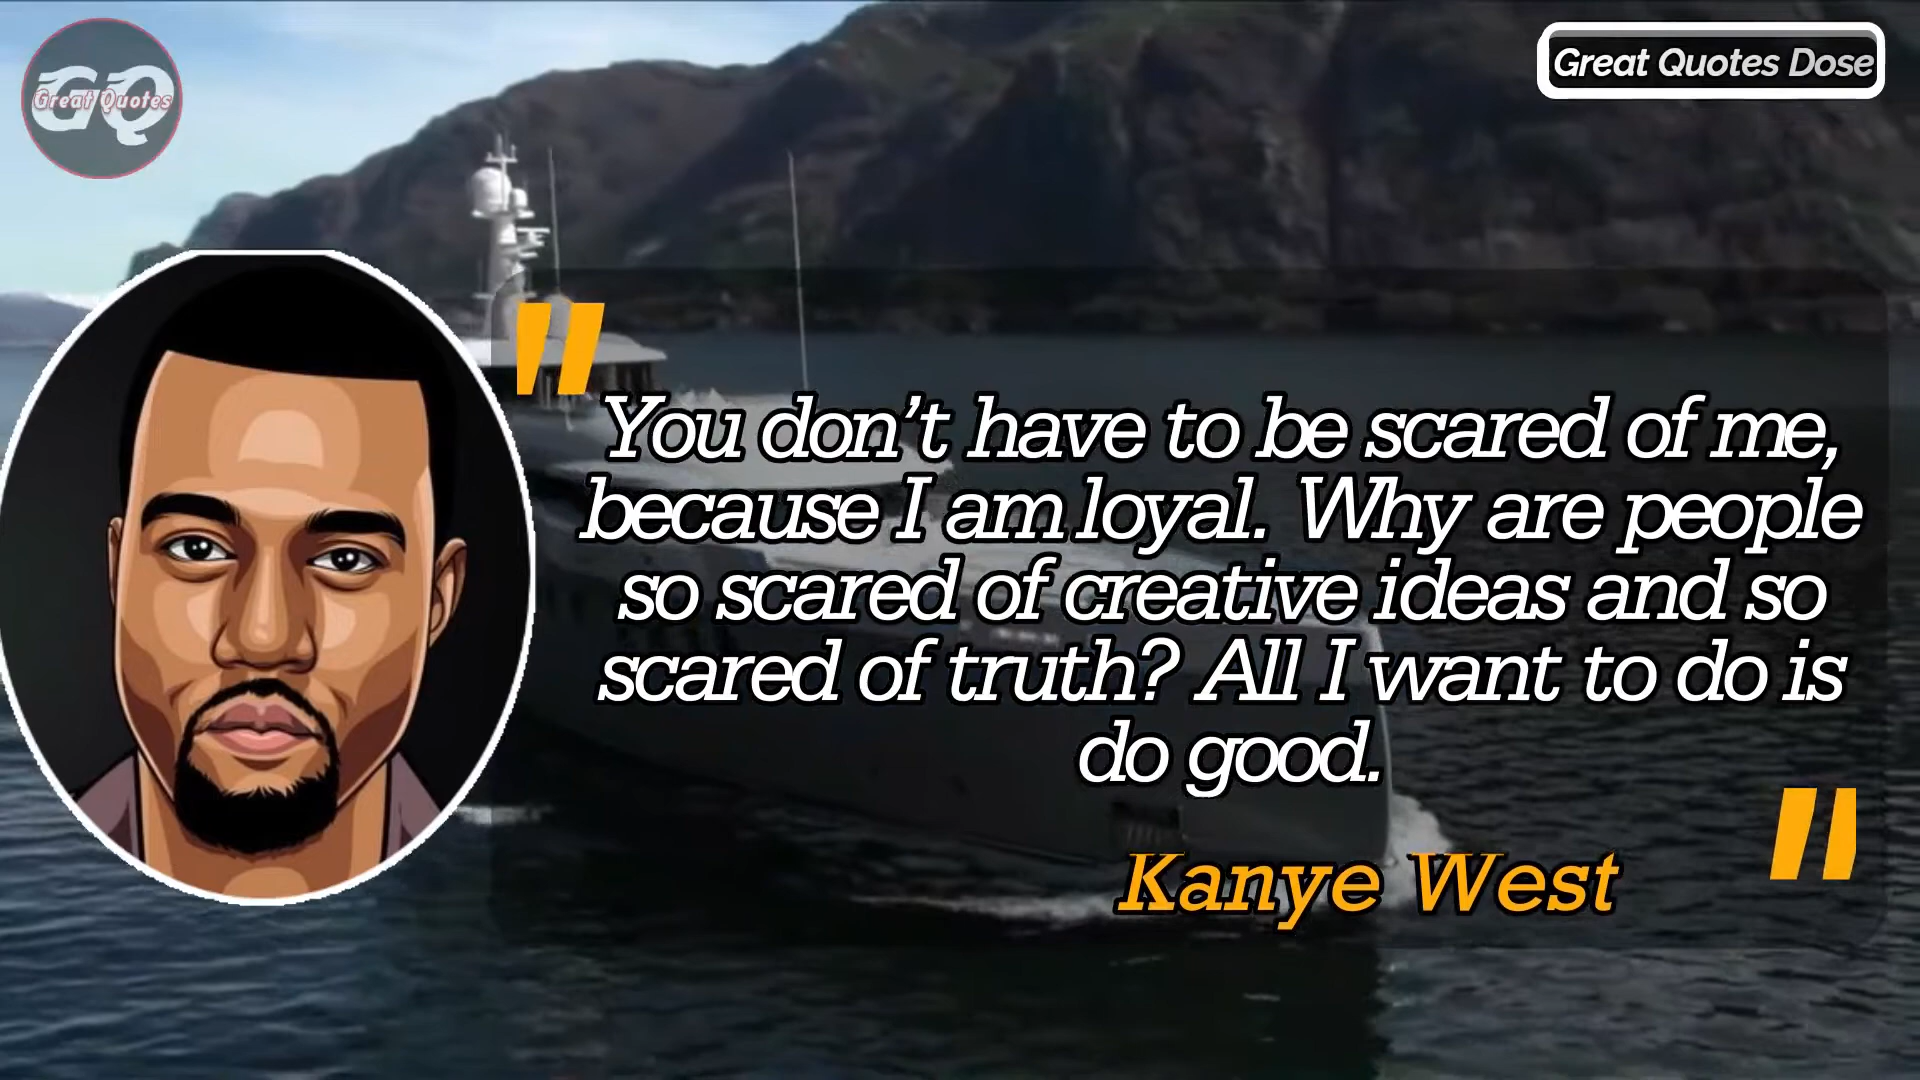 GQ
Great Quotes
Great Quotes Dose
"
You don’t have to be scared of me,
because I am loyal. Why are people
so scared of creative ideas and so
scared of truth? All I want to do is
do good.
"
Kanye West